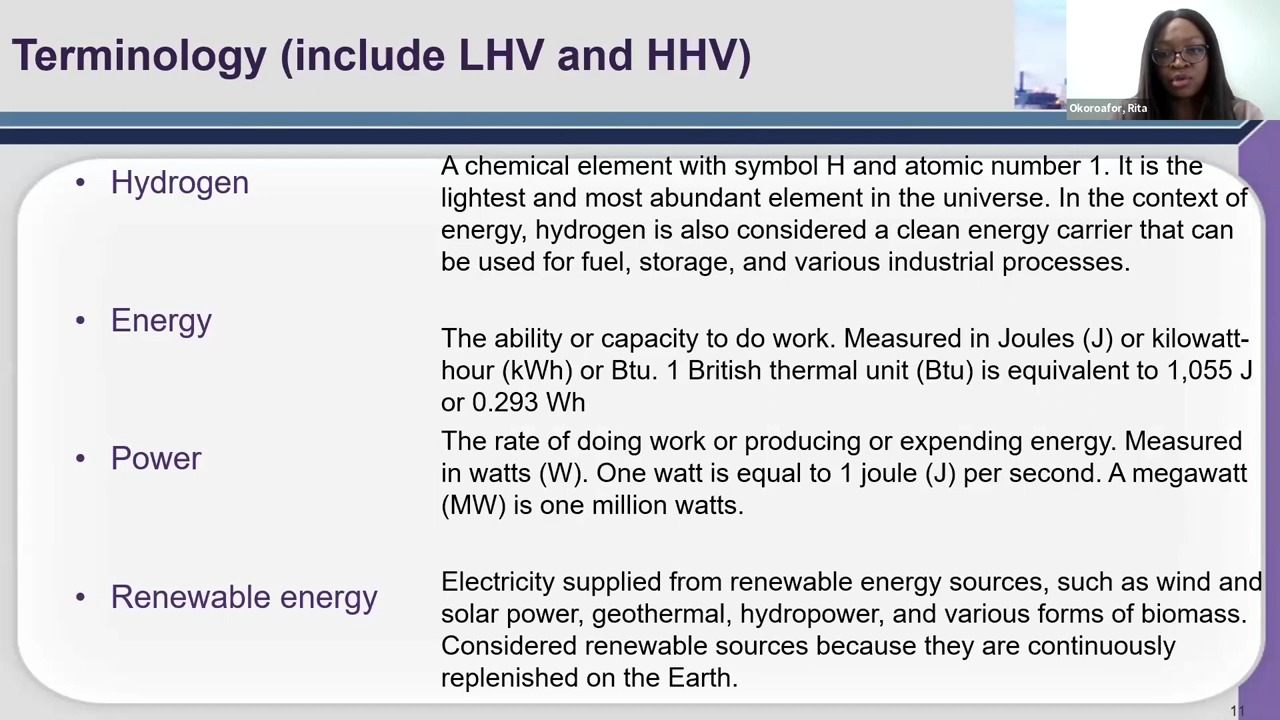 Terminology (include LHV and HHV)
Okoroafor, Rita
• Hydrogen
A chemical element with symbol H and atomic number 1. It is the
lightest and most abundant element in the universe. In the context of
energy, hydrogen is also considered a clean energy carrier that can
be used for fuel, storage, and various industrial processes.
• Energy
The ability or capacity to do work. Measured in Joules (J) or kilowatt-
hour (kWh) or Btu. 1 British thermal unit (Btu) is equivalent to 1,055 J
or 0.293 Wh
• Power
The rate of doing work or producing or expending energy. Measured
in watts (W). One watt is equal to 1 joule (J) per second. A megawatt
(MW) is one million watts.
• Renewable energy
Electricity supplied from renewable energy sources, such as wind and
solar power, geothermal, hydropower, and various forms of biomass.
Considered renewable sources because they are continuously
replenished on the Earth.
11